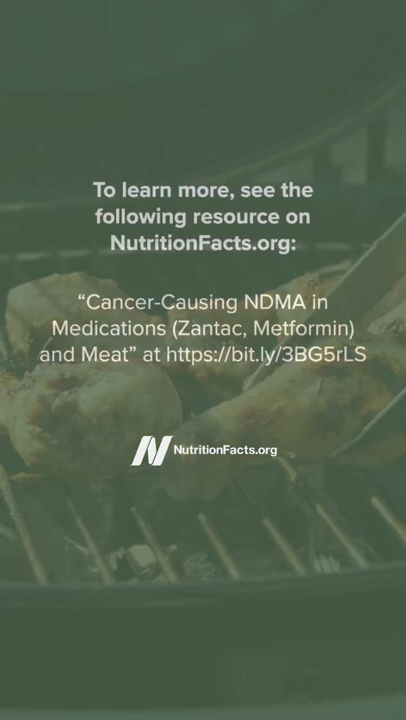 To learn more, see the
following resource on
NutritionFacts.org:
“Cancer-Causing NDMA in
Medications (Zantac, Metformin)
and Meat” at https://bit.ly/3BG5rLS
NutritionFacts.org